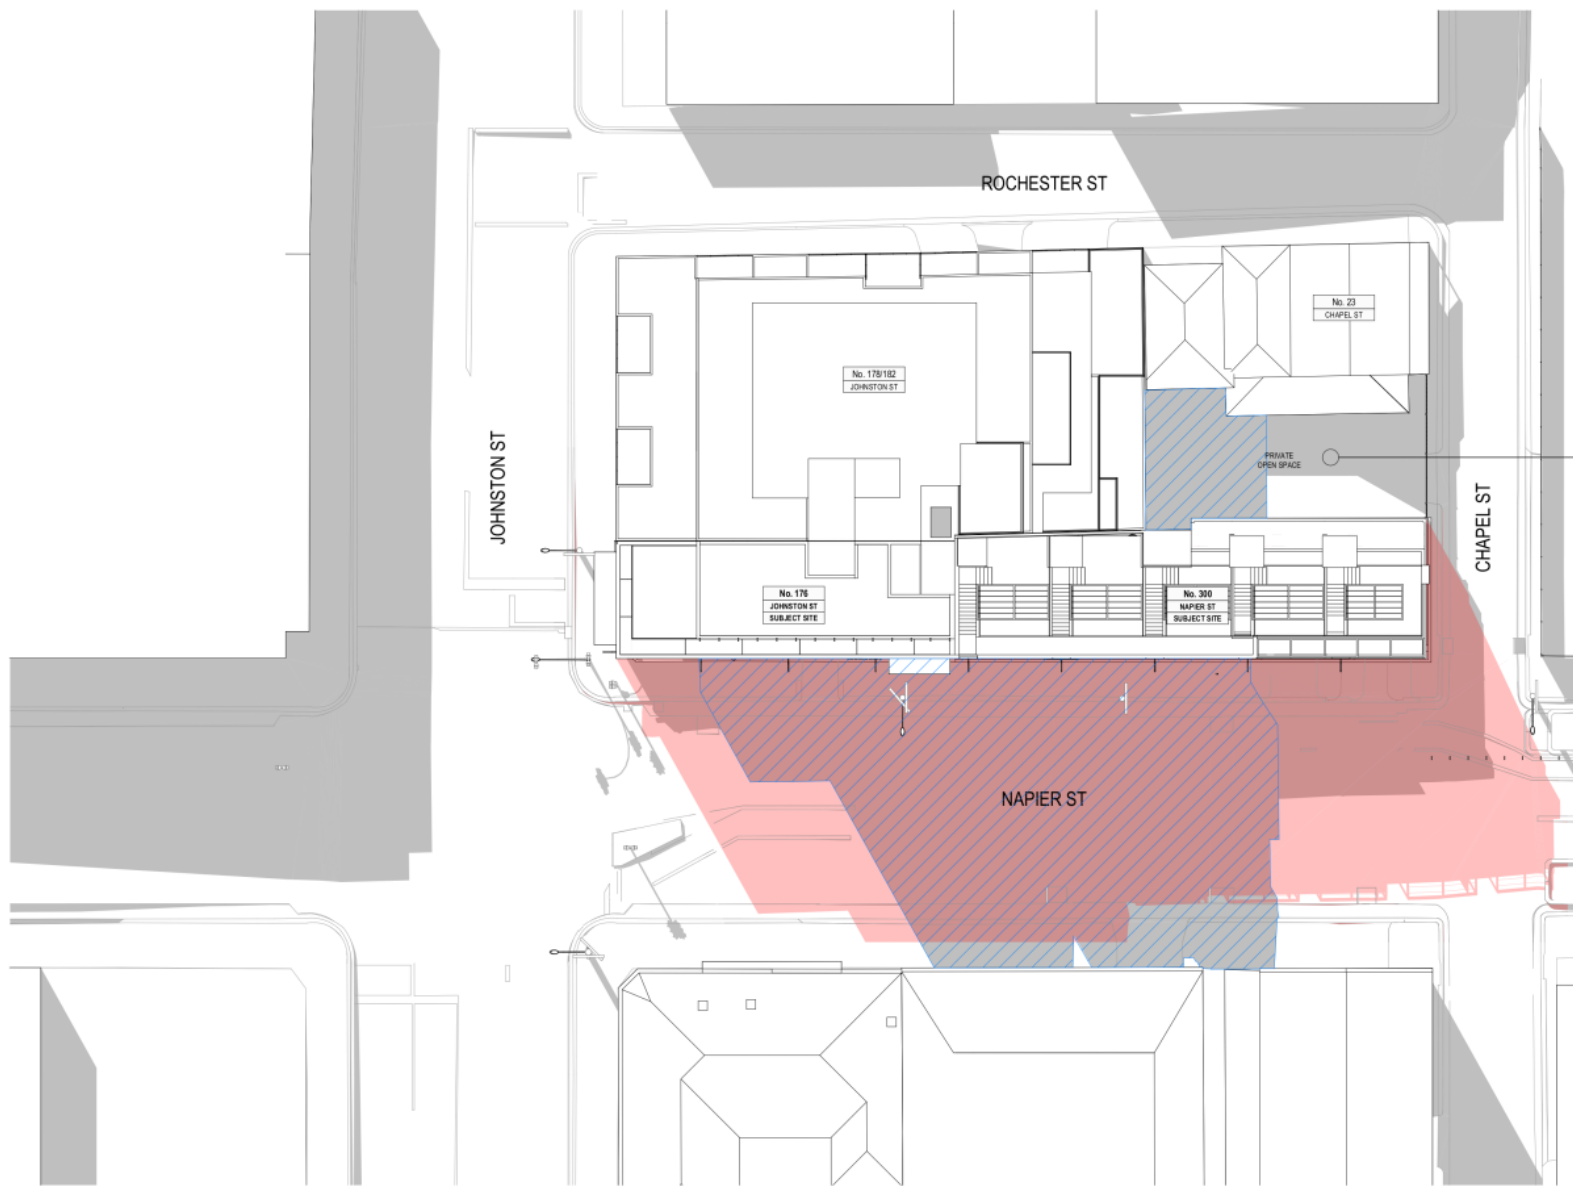 ROCHESTER ST
No. 23
CHAPEL ST
No. 178/182
JOHNSTON ST
JOHNSTON ST
PRIVATE
OPEN SPACE
CHAPEL ST
No. 176
JOHNSTON ST
SUBJECT SITE
No. 300
NAPIER ST
SUBJECT SITE
NAPIER ST